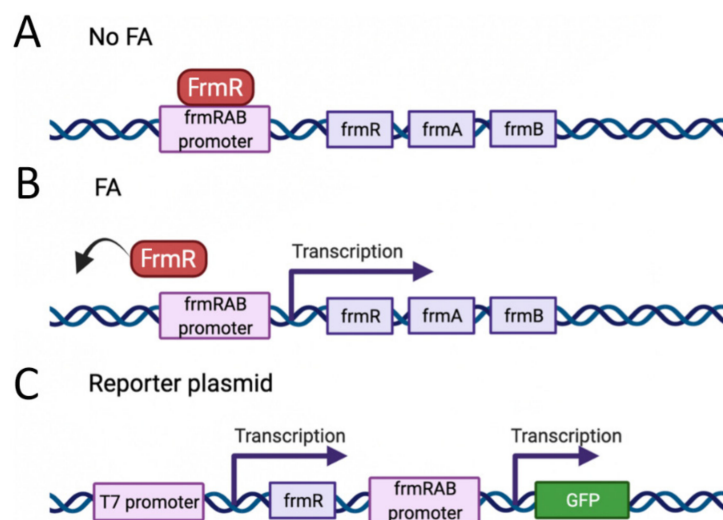 A
No FA
FrmR
frmRAB
promoter
frmR
frmA
frmB
B
FA
FrmR
Transcription
frmRAB
promoter
frmR
frmA
frmB
C
Reporter plasmid
Transcription
Transcription
T7 promoter
frmR
frmRAB
promoter
GFP